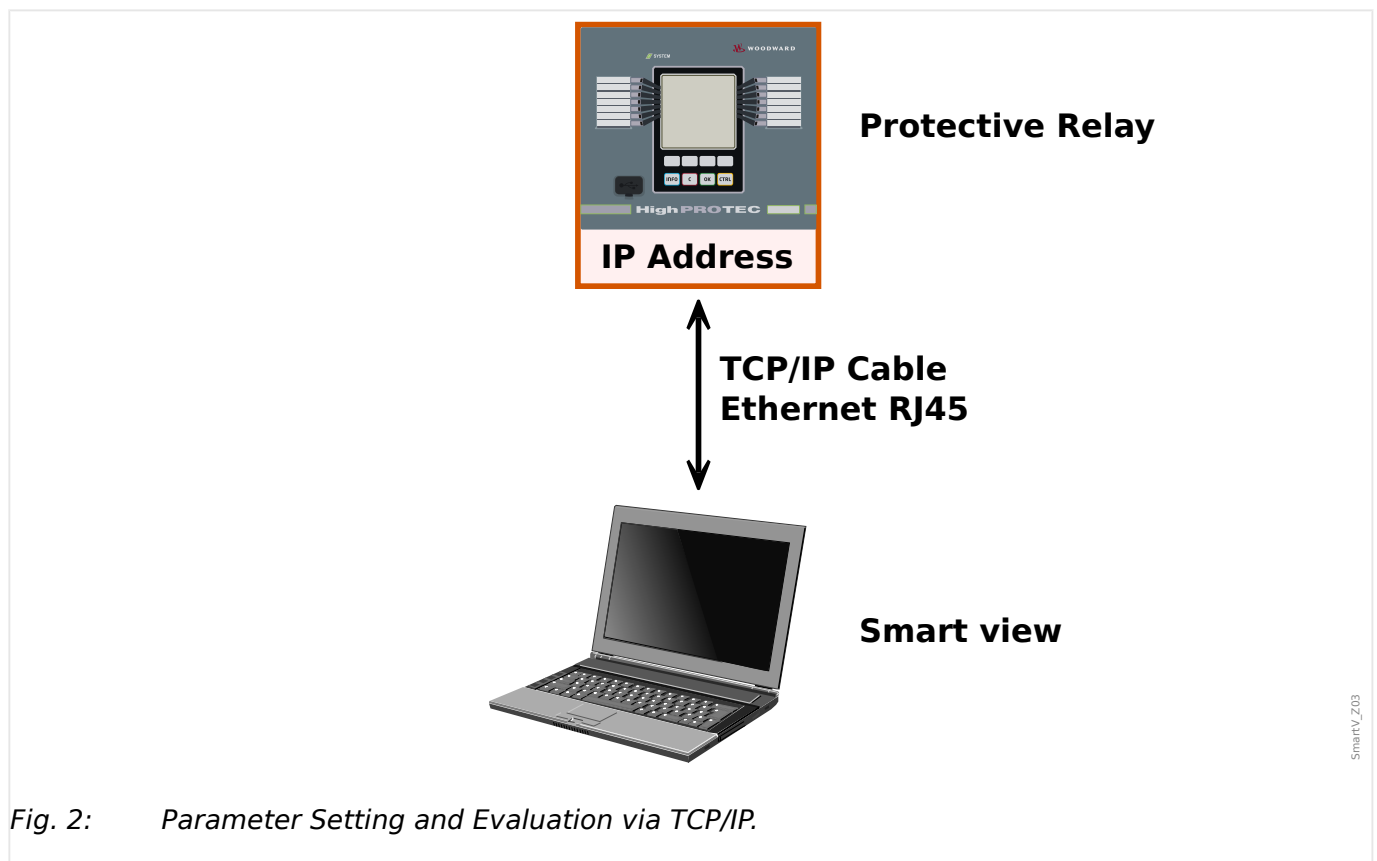 WOODWARD
SYSTEM
Protective Relay
INFO C OK CTRL
HighPROTEC
IP Address
TCP/IP Cable
Ethernet RJ45
Smart view
SmartV_Z03
Fig. 2: Parameter Setting and Evaluation via TCP/IP.